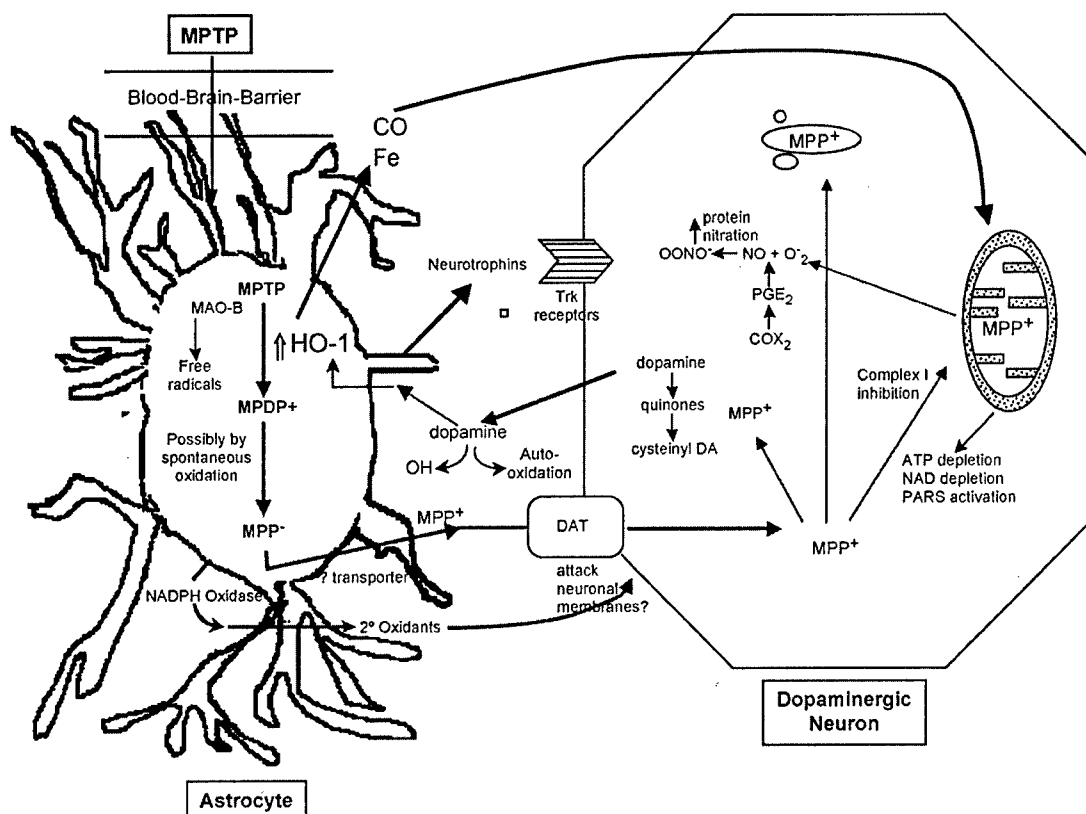 MPTP
Blood-Brain-Barrier
CO
Fe
MPTP
MAO-B
Free
radicals
⇑HO-1
MPDP+
Possibly by
spontaneous
oxidation
MPP⁻
NADPH Oxidase
? transporter
2° Oxidants
Astrocyte
Neurotrophins
Trk
receptors
dopamine
OH
Auto-
oxidation
MPP⁺
DAT
attack
neuronal
membranes?
MPP⁺
protein
nitration
OONO⁻
NO + O⁻₂
PGE₂
COX₂
dopamine
quinones
cysteinyl DA
MPP⁺
MPP⁺
Complex I
inhibition
MPP⁺
ATP depletion
NAD depletion
PARS activation
Dopaminergic
Neuron